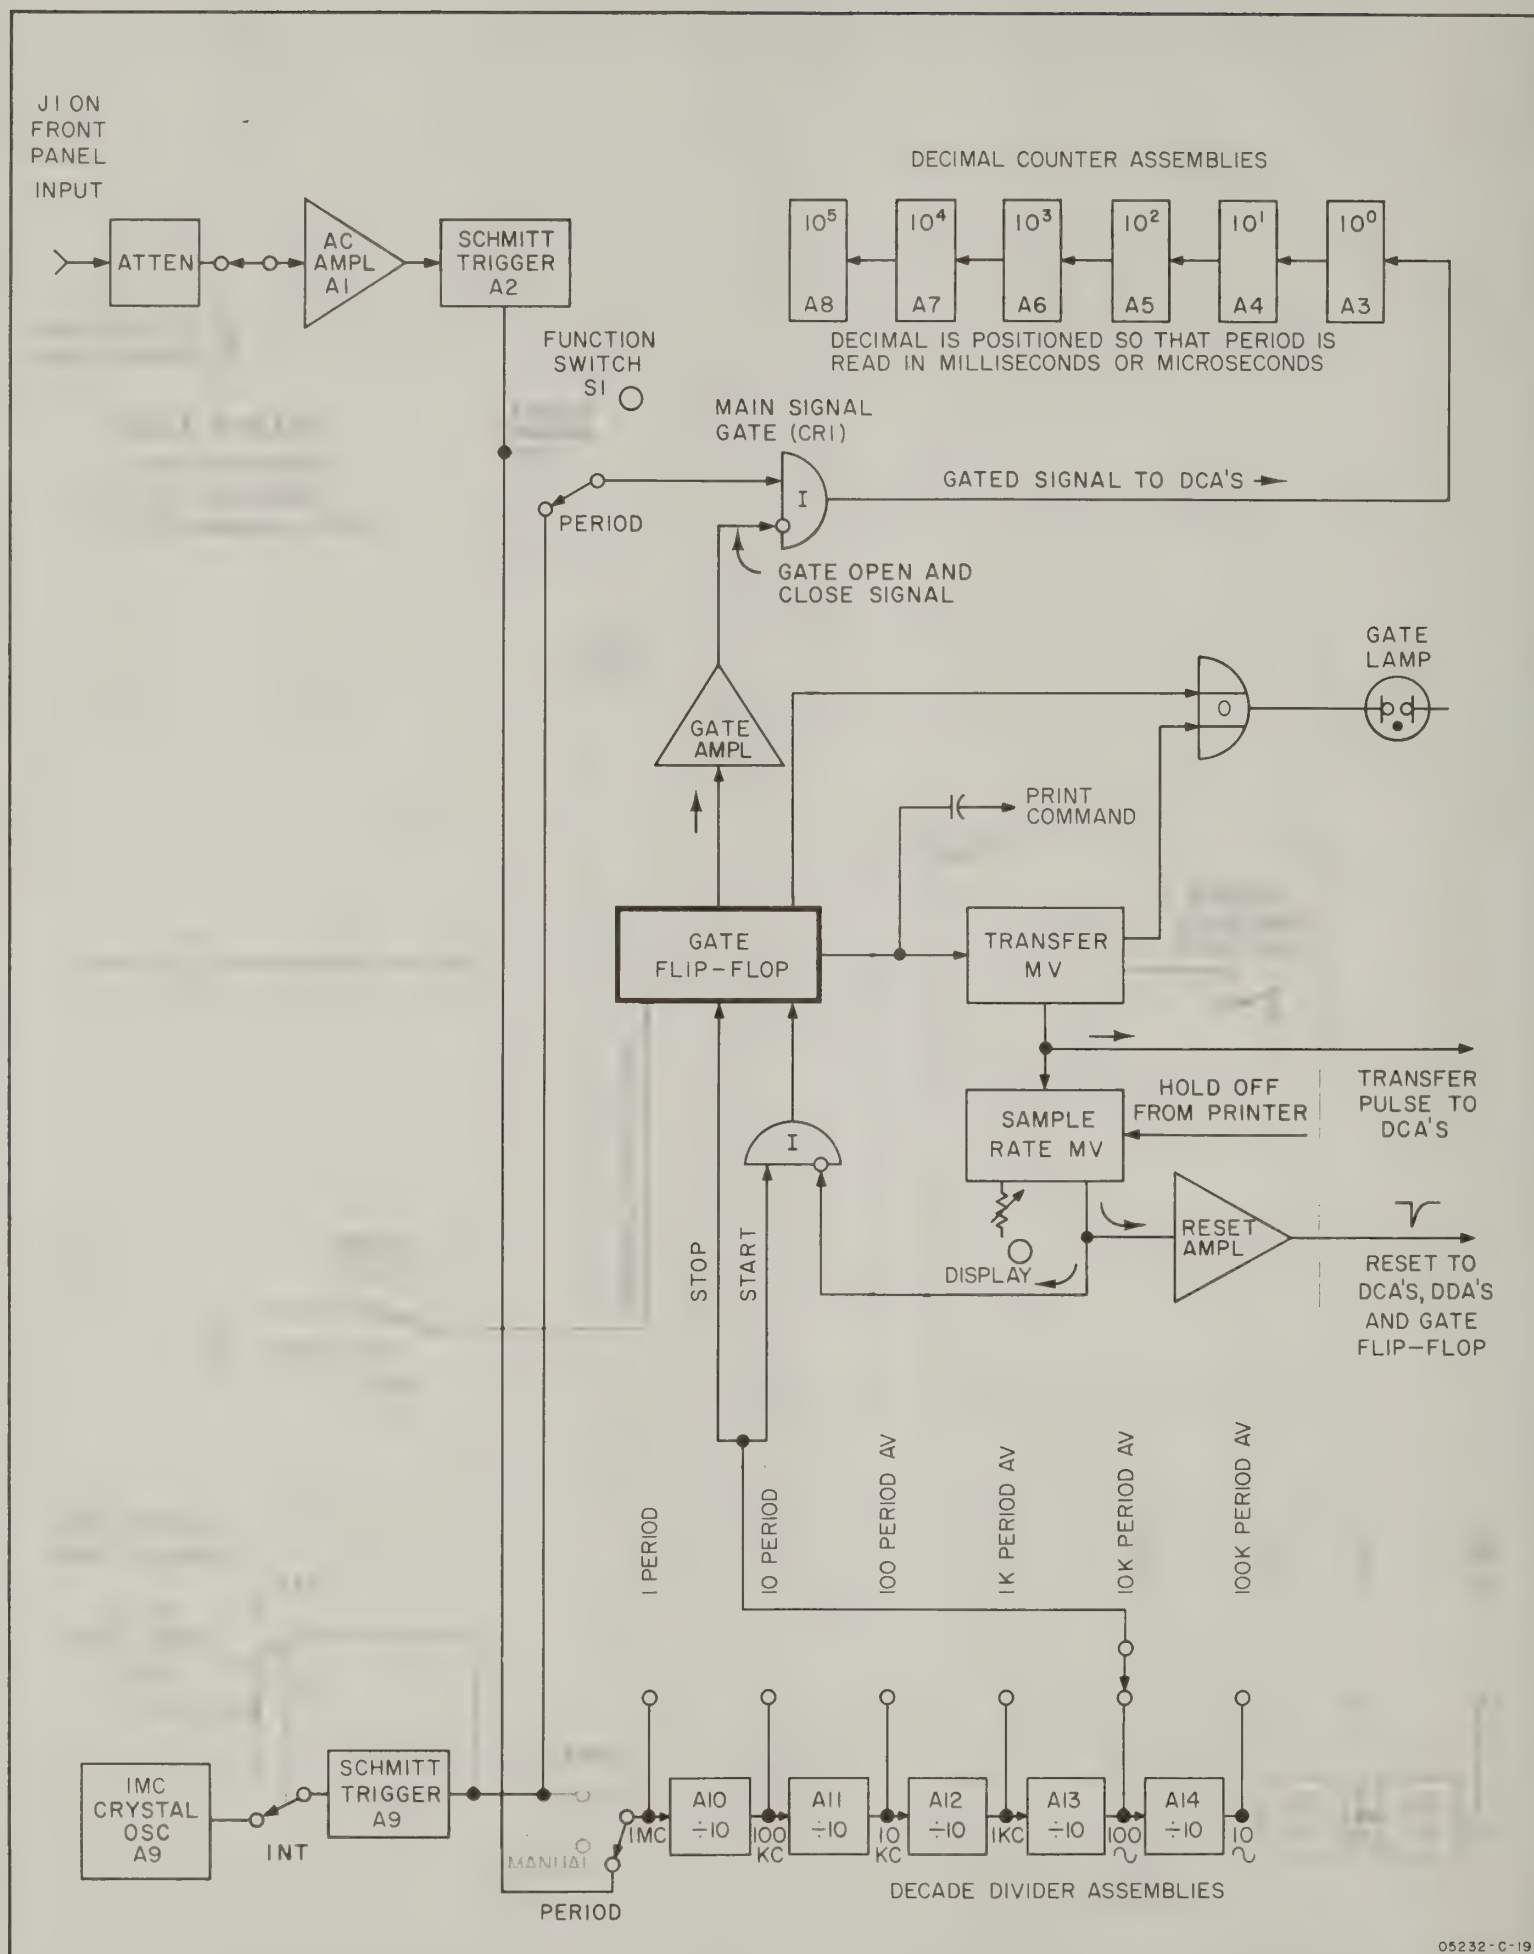 J1 ON
FRONT
PANEL
INPUT
ATTEN
AC
AMPL
A1
SCHMITT
TRIGGER
A2
DECIMAL COUNTER ASSEMBLIES
10⁵
10⁴
10³
10²
10¹
10⁰
A8
A7
A6
A5
A4
A3
DECIMAL IS POSITIONED SO THAT PERIOD IS
READ IN MILLISECONDS OR MICROSECONDS
FUNCTION
SWITCH
S1
MAIN SIGNAL
GATE (CR1)
I
GATED SIGNAL TO DCA'S
PERIOD
GATE OPEN AND
CLOSE SIGNAL
GATE
LAMP
O
GATE
AMPL
PRINT
COMMAND
GATE
FLIP-FLOP
TRANSFER
MV
TRANSFER
PULSE TO
DCA'S
HOLD OFF
FROM PRINTER
SAMPLE
RATE MV
I
STOP
START
DISPLAY
RESET
AMPL
RESET TO
DCA'S, DDA'S
AND GATE
FLIP-FLOP
1 PERIOD
10 PERIOD
100 PERIOD AV
1K PERIOD AV
10K PERIOD AV
100K PERIOD AV
1MC
CRYSTAL
OSC
A9
INT
SCHMITT
TRIGGER
A9
MANUAL
PERIOD
1MC
A10
÷10
100
KC
A11
÷10
10
KC
A12
÷10
1KC
A13
÷10
100
∿
A14
÷10
10
∿
DECADE DIVIDER ASSEMBLIES
05232-C-19